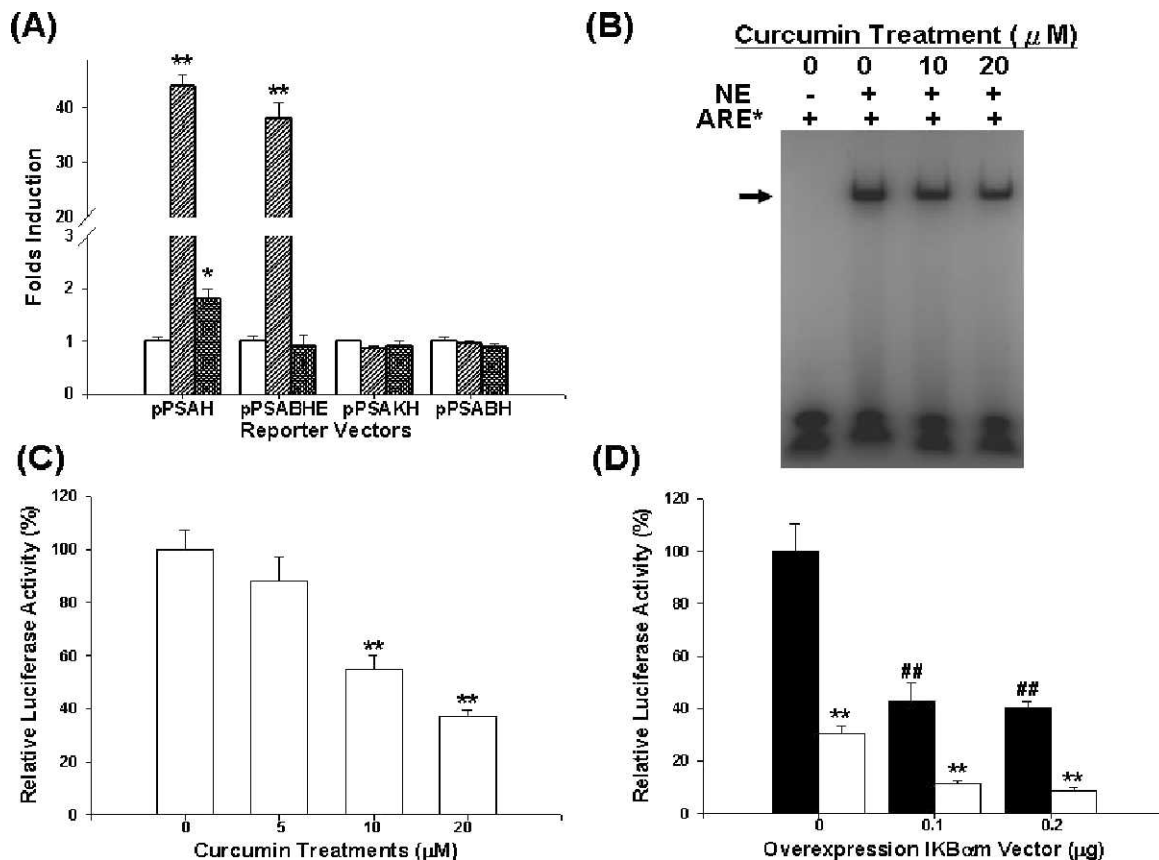 (A)
Folds Induction
40
30
20
3
2
1
0
**
*
**
pPSAH pPSABHE pPSAKH pPSABH
Reporter Vectors
(B)
Curcumin Treatment ( μ M)
0 0 10 20
NE - + + +
ARE* + + + +
(C)
Relative Luciferase Activity (%)
120
100
80
60
40
20
0
**
**
0 5 10 20
Curcumin Treatments (μM)
(D)
Relative Luciferase Activity (%)
120
100
80
60
40
20
0
**
##
**
##
**
0 0.1 0.2
Overexpression IKBαm Vector (μg)